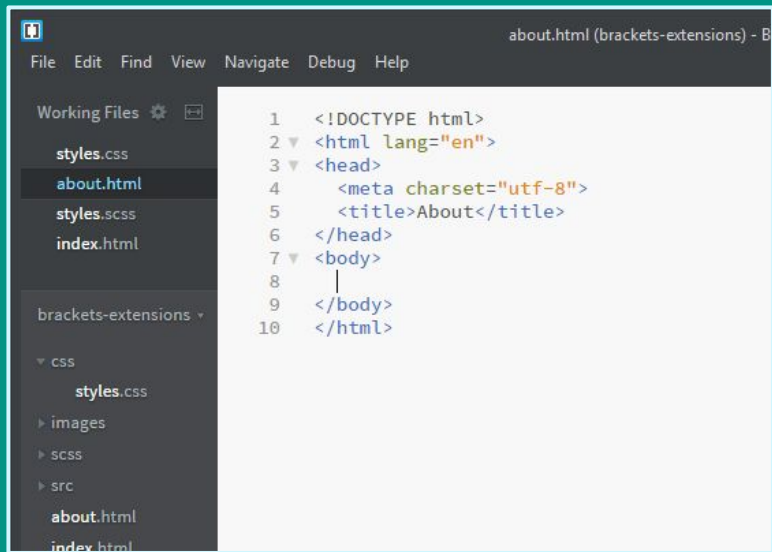 about.html (brackets-extensions) - B
File Edit Find View Navigate Debug Help
Working Files
styles.css
about.html
styles.scss
index.html
brackets-extensions
css
styles.css
images
scss
src
about.html
index.html
1 <!DOCTYPE html>
2 <html lang="en">
3 <head>
4 <meta charset="utf-8">
5 <title>About</title>
6 </head>
7 <body>
8
9 </body>
10 </html>